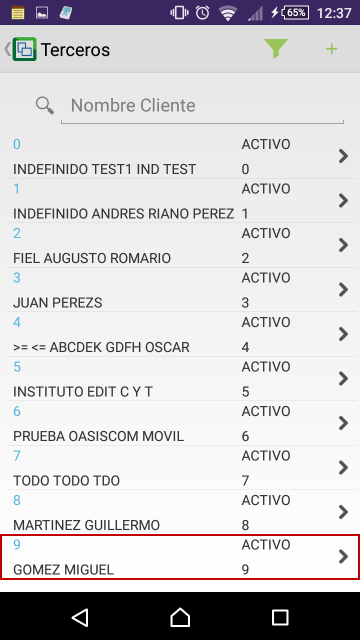 65% 12:37
Terceros
Nombre Cliente
0 ACTIVO
INDEFINIDO TEST1 IND TEST 0
1 ACTIVO
INDEFINIDO ANDRES RIANO PEREZ 1
2 ACTIVO
FIEL AUGUSTO ROMARIO 2
3 ACTIVO
JUAN PEREZS 3
4 ACTIVO
>= <= ABCDEK GDFH OSCAR 4
5 ACTIVO
INSTITUTO EDIT C Y T 5
6 ACTIVO
PRUEBA OASISCOM MOVIL 6
7 ACTIVO
TODO TODO TDO 7
8 ACTIVO
MARTINEZ GUILLERMO 8
9 ACTIVO
GOMEZ MIGUEL 9